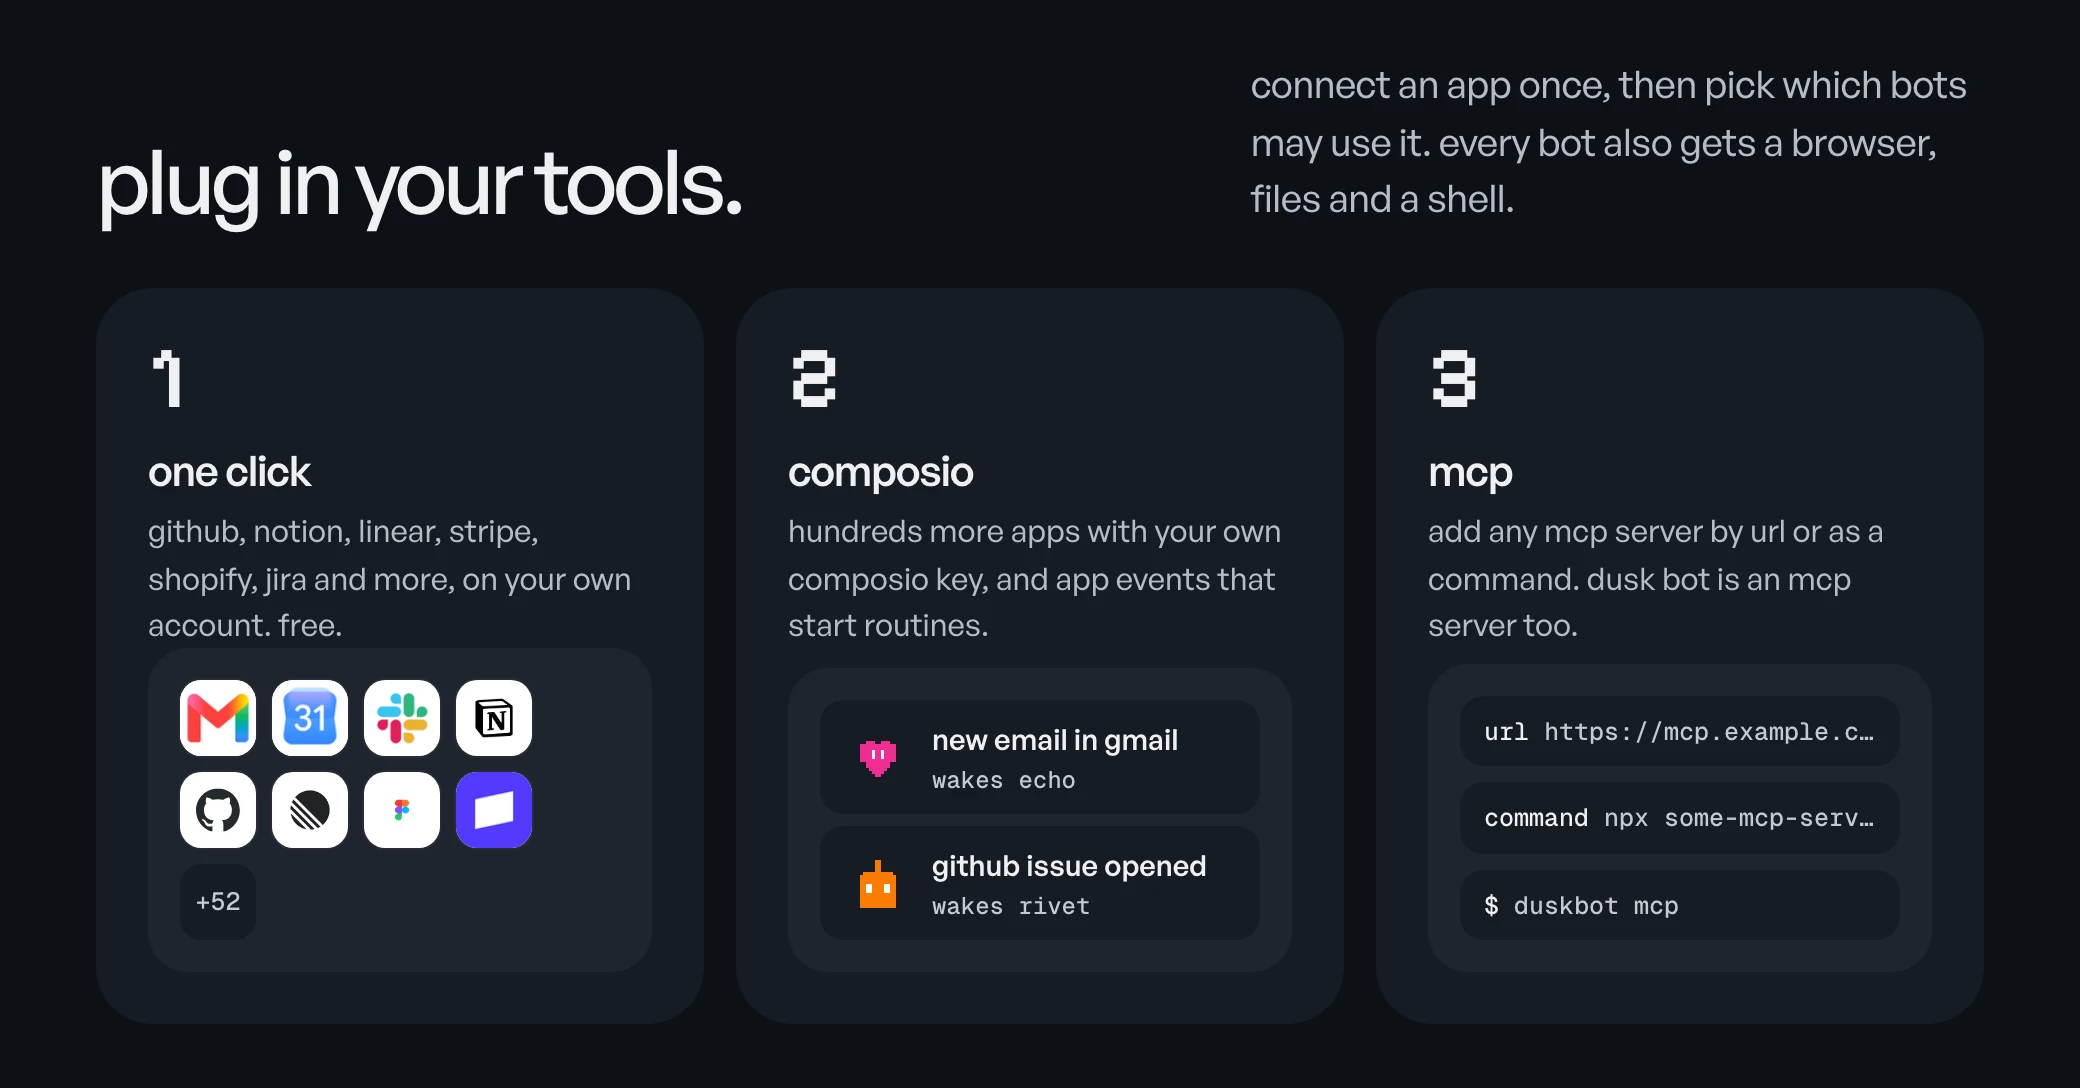 plug in your tools.
connect an app once, then pick which bots
may use it. every bot also gets a browser,
files and a shell.
1
one click
github, notion, linear, stripe,
shopify, jira and more, on your own
account. free.
31
N
+52
2
composio
hundreds more apps with your own
composio key, and app events that
start routines.
new email in gmail
wakes echo
github issue opened
wakes rivet
3
mcp
add any mcp server by url or as a
command. dusk bot is an mcp
server too.
url https://mcp.example.c…
command npx some-mcp-serv…
$ duskbot mcp